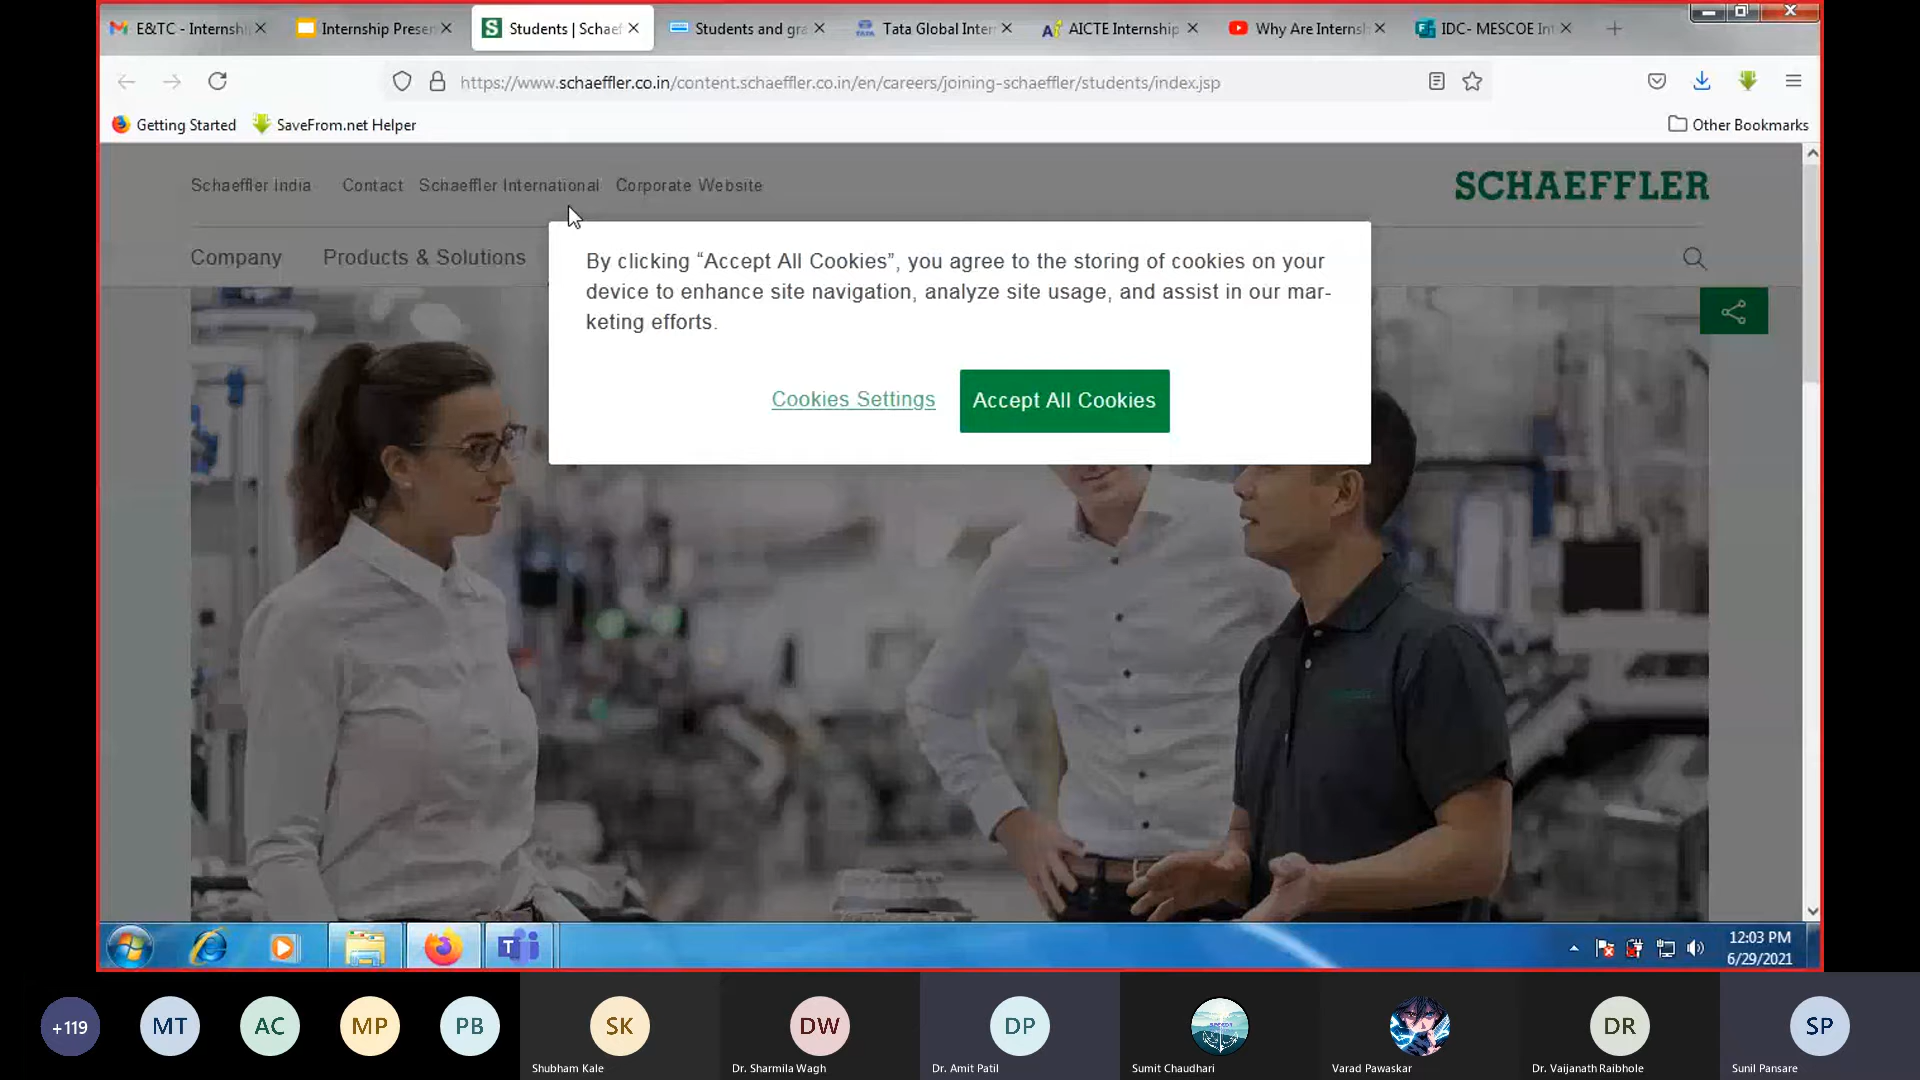 E&TC - Internshi
Internship Presen
Students | Schaef
Students and gra
Tata Global Inter
AICTE Internship
Why Are Interns
IDC- MESCOE Int
https://www.schaeffler.co.in/content.schaeffler.co.in/en/careers/joining-schaeffler/students/index.jsp
Getting Started
SaveFrom.net Helper
Other Bookmarks
Schaeffler India
Contact
Schaeffler International
Corporate Website
SCHAEFFLER
Company
Products & Solutions
By clicking “Accept All Cookies”, you agree to the storing of cookies on your
device to enhance site navigation, analyze site usage, and assist in our mar-
keting efforts.
Cookies Settings
Accept All Cookies
12:03 PM
6/29/2021
+119
MT
AC
MP
PB
SK
DW
DP
DR
SP
Shubham Kale
Dr. Sharmila Wagh
Dr. Amit Patil
Sumit Chaudhari
Varad Pawaskar
Dr. Vaijanath Raibhole
Sunil Pansare